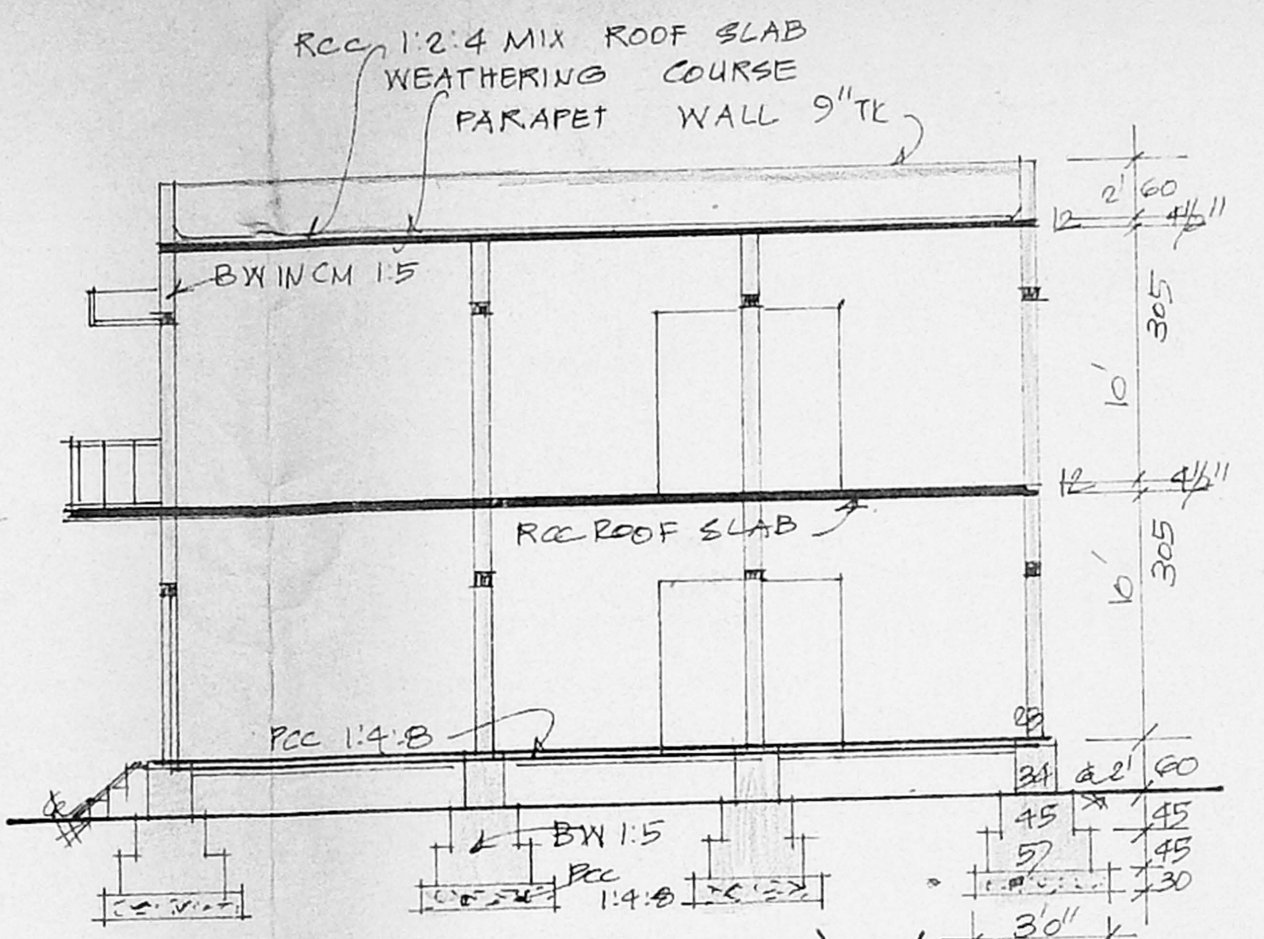 RCC 1:2:4 MIX ROOF SLAB
WEATHERING COURSE
PARAPET WALL 9" TK
2' 60
12 4½"
BW IN CM 1:5
305
10'
12 4½"
RCC ROOF SLAB
10' 305
23
PCC 1:4:8
34 2' 60
45 45
BW 1:5
57 45
PCC
1:4:8
30
3'0"